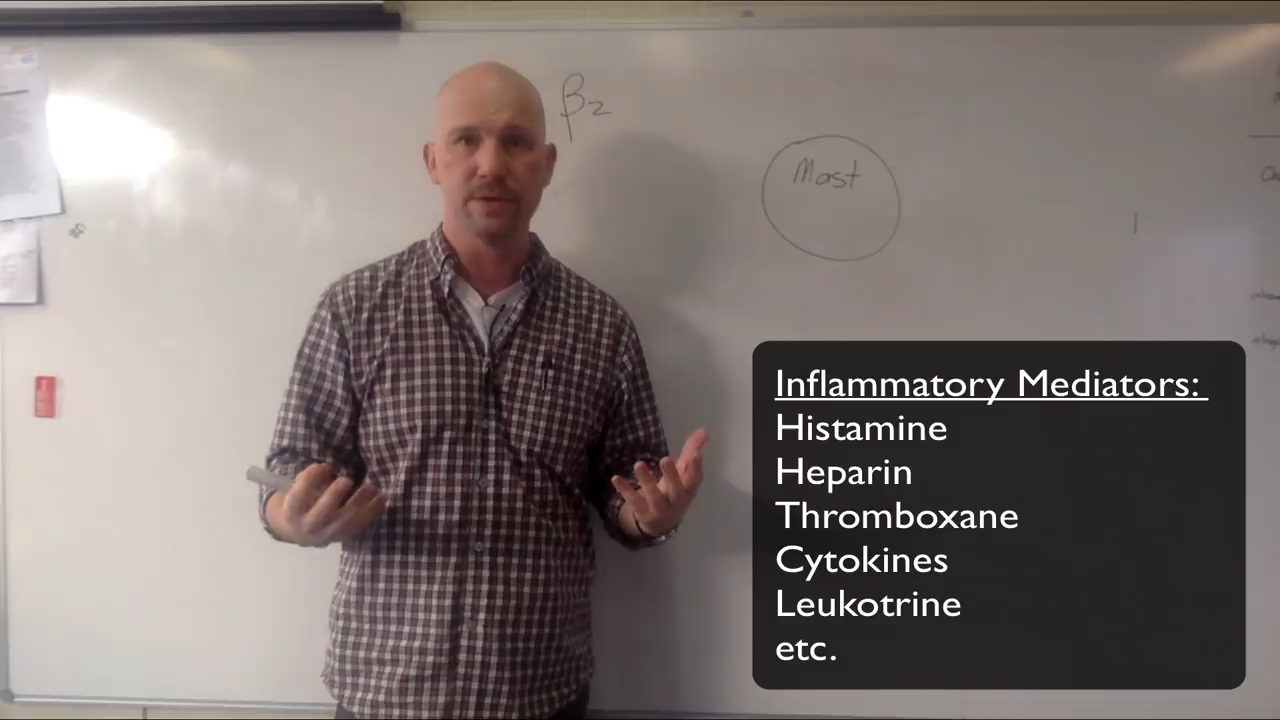 β2
Mast
Inflammatory Mediators:
Histamine
Heparin
Thromboxane
Cytokines
Leukotrine
etc.